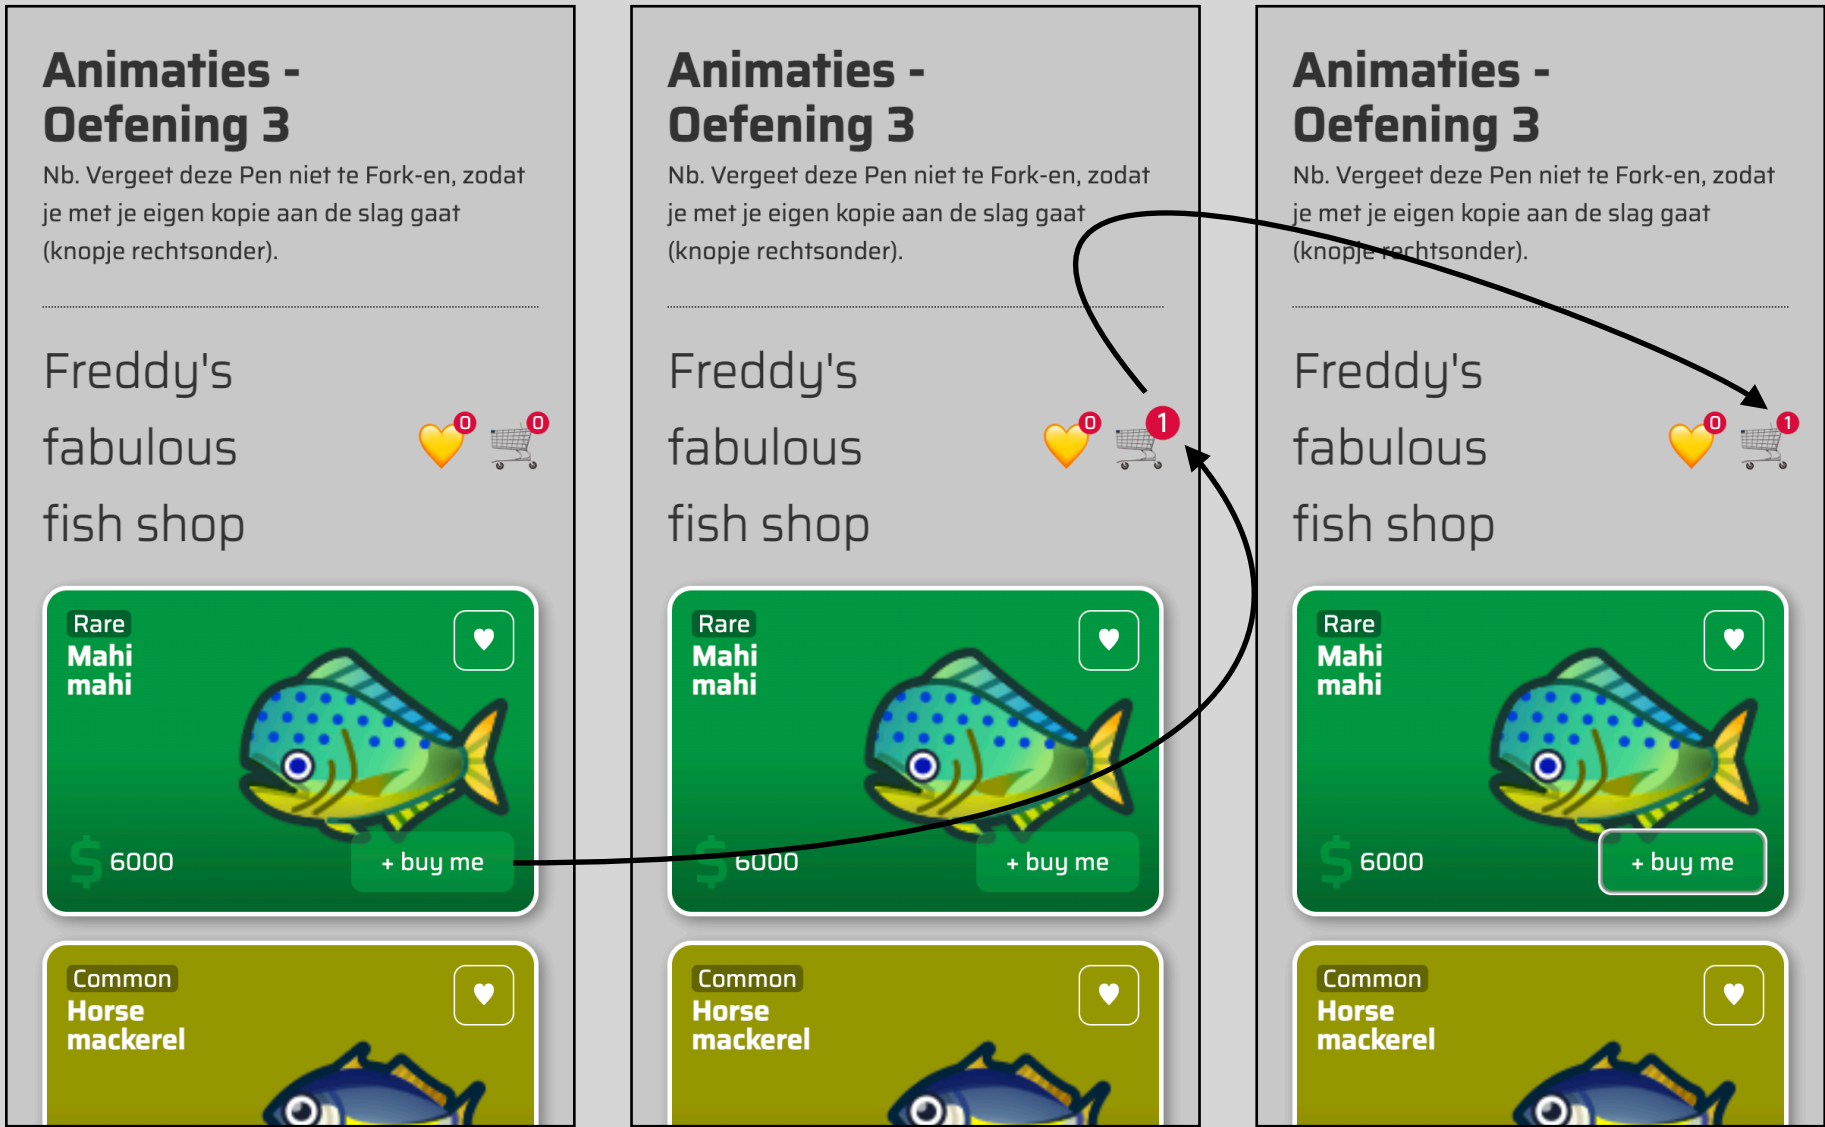 Animaties -
Oefening 3
Nb. Vergeet deze Pen niet te Fork-en, zodat
je met je eigen kopie aan de slag gaat
(knopje rechtsonder).
Freddy's
fabulous
fish shop
0
0
Rare
Mahi
mahi
$ 6000
+ buy me
Common
Horse
mackerel
Animaties -
Oefening 3
Nb. Vergeet deze Pen niet te Fork-en, zodat
je met je eigen kopie aan de slag gaat
(knopje rechtsonder).
Freddy's
fabulous
fish shop
0
1
Rare
Mahi
mahi
$ 6000
+ buy me
Common
Horse
mackerel
Animaties -
Oefening 3
Nb. Vergeet deze Pen niet te Fork-en, zodat
je met je eigen kopie aan de slag gaat
(knopje rechtsonder).
Freddy's
fabulous
fish shop
0
1
Rare
Mahi
mahi
$ 6000
+ buy me
Common
Horse
mackerel